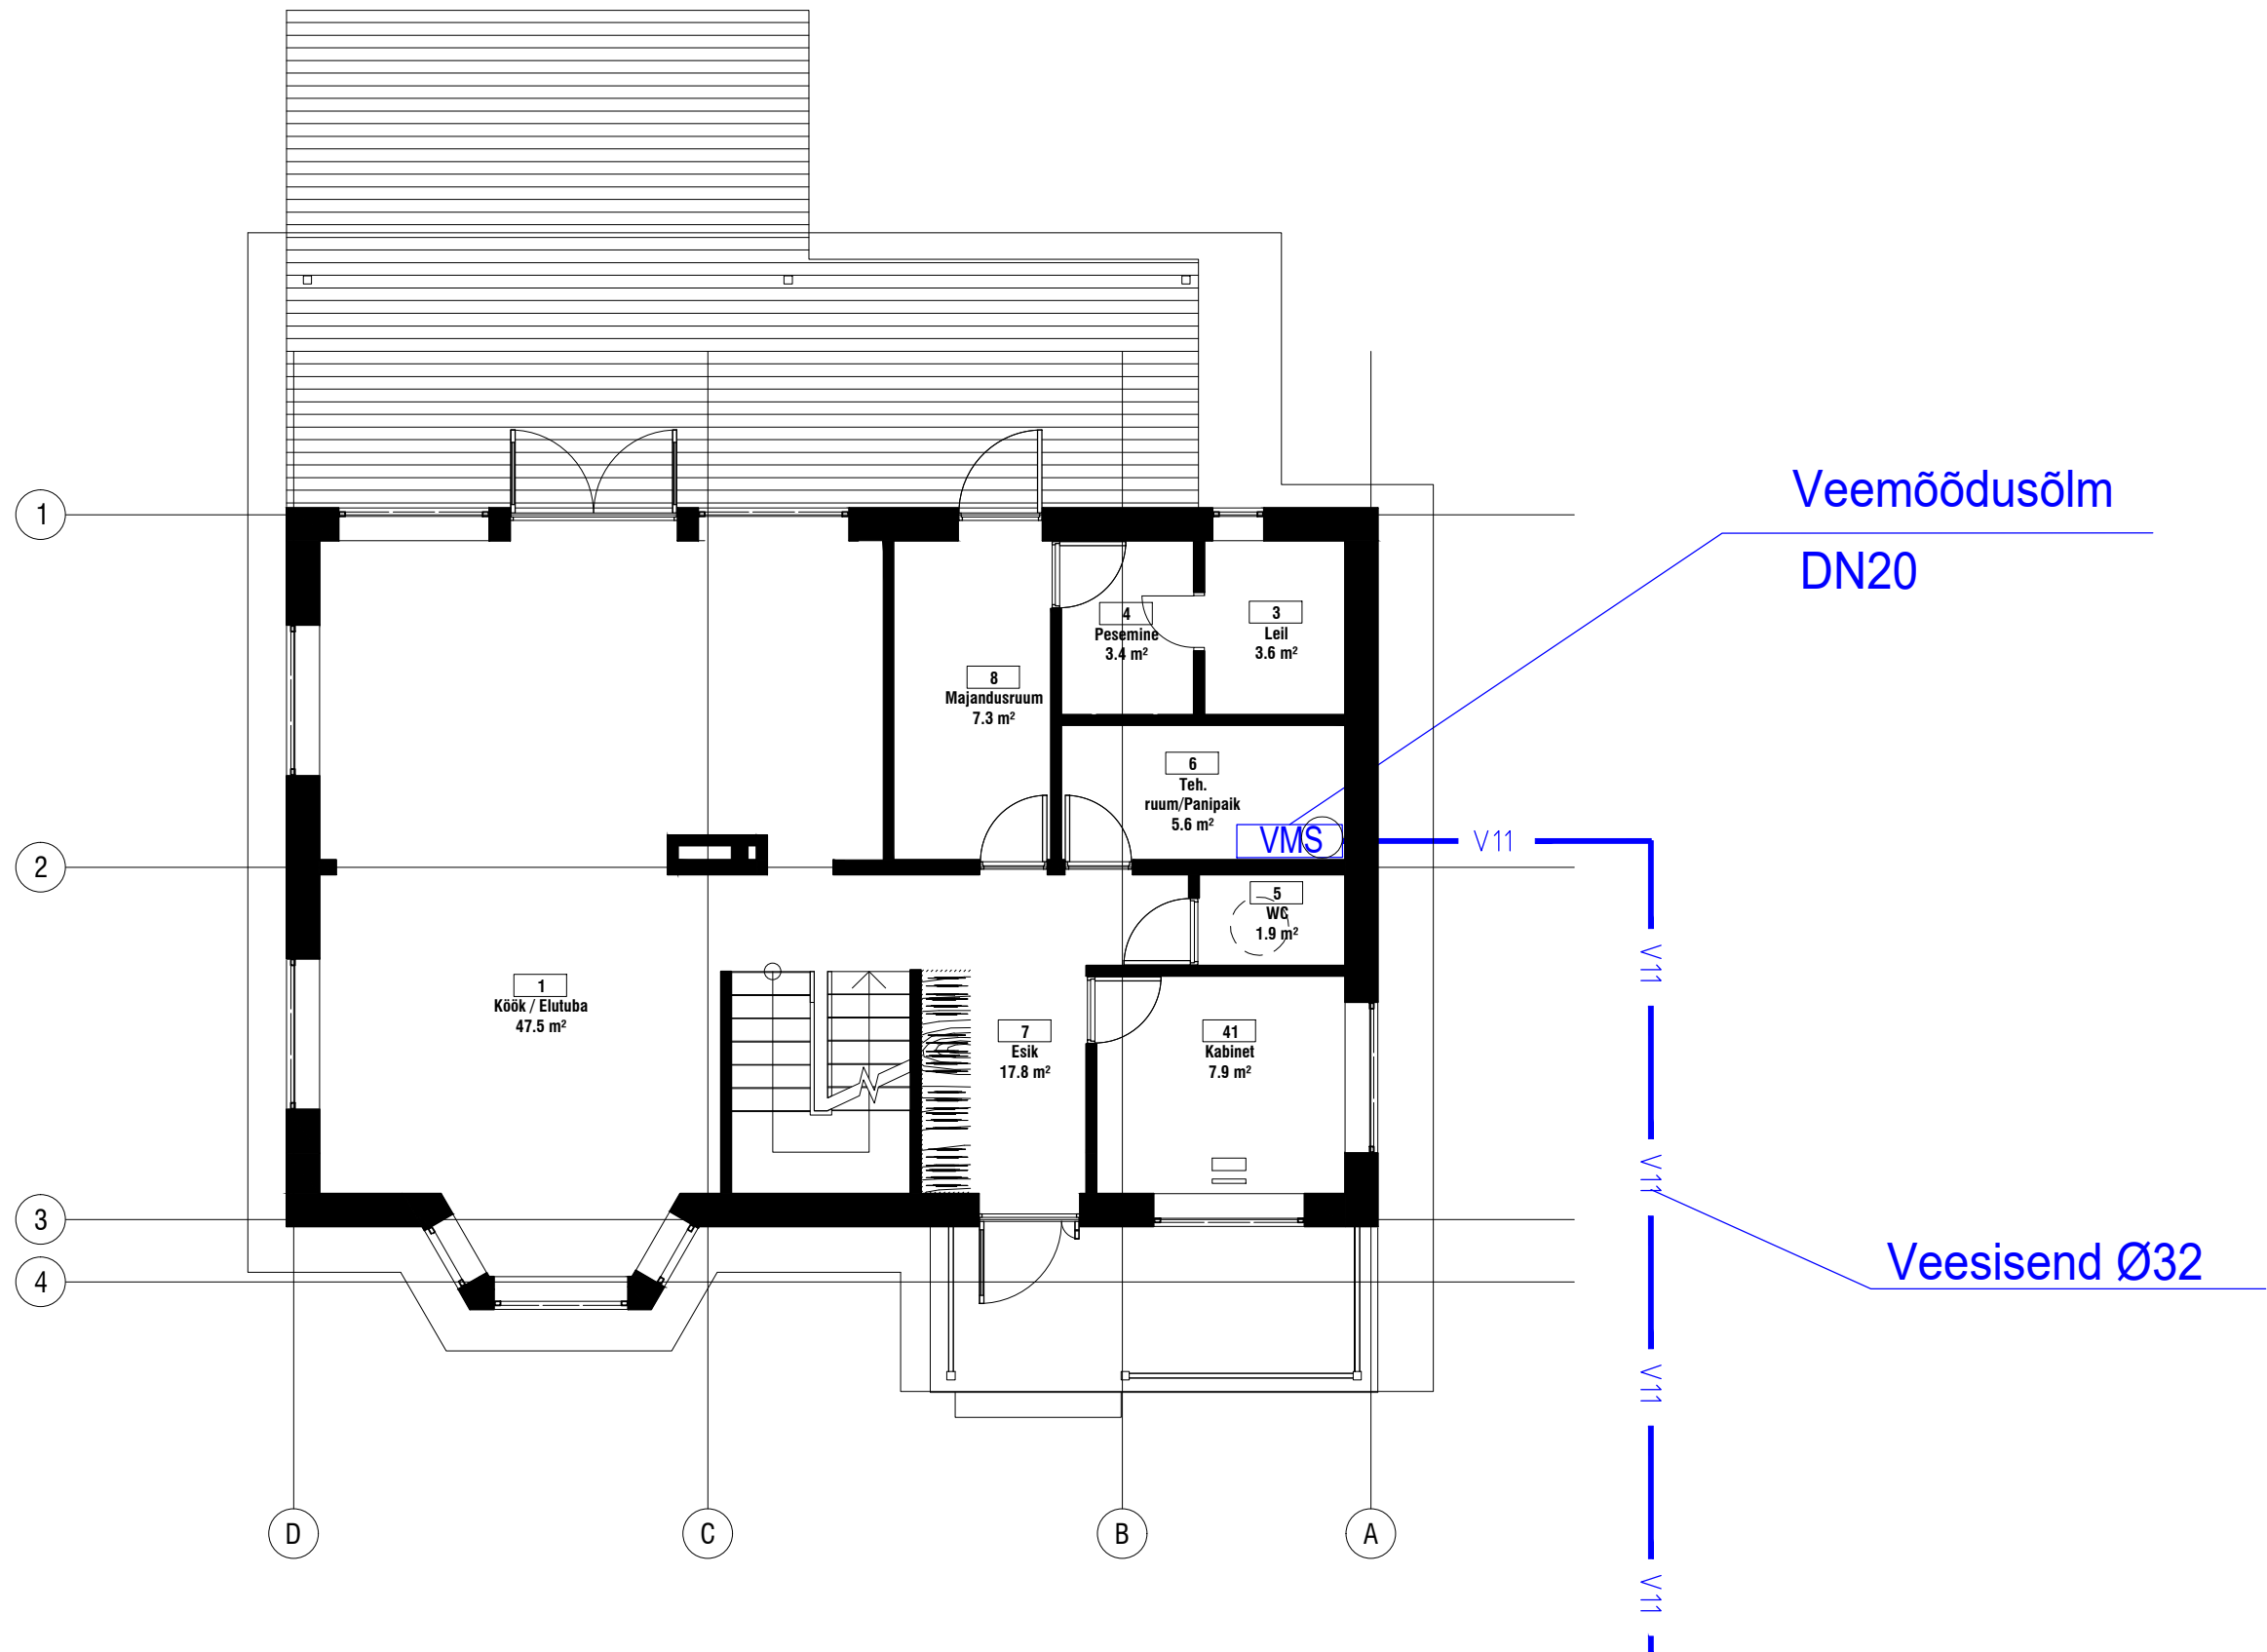 Veemõõdusõlm
DN20
1
4
Pesemine
3.4 m²
3
Leil
3.6 m²
8
Majandusruum
7.3 m²
6
Teh.
ruum/Panipaik
5.6 m²
VMS
V11
2
5
WC
1.9 m²
V11
1
Köök / Elutuba
47.5 m²
7
Esik
17.8 m²
41
Kabinet
7.9 m²
V11
3
Veesisend Ø32
4
V11
D
C
B
A
V11